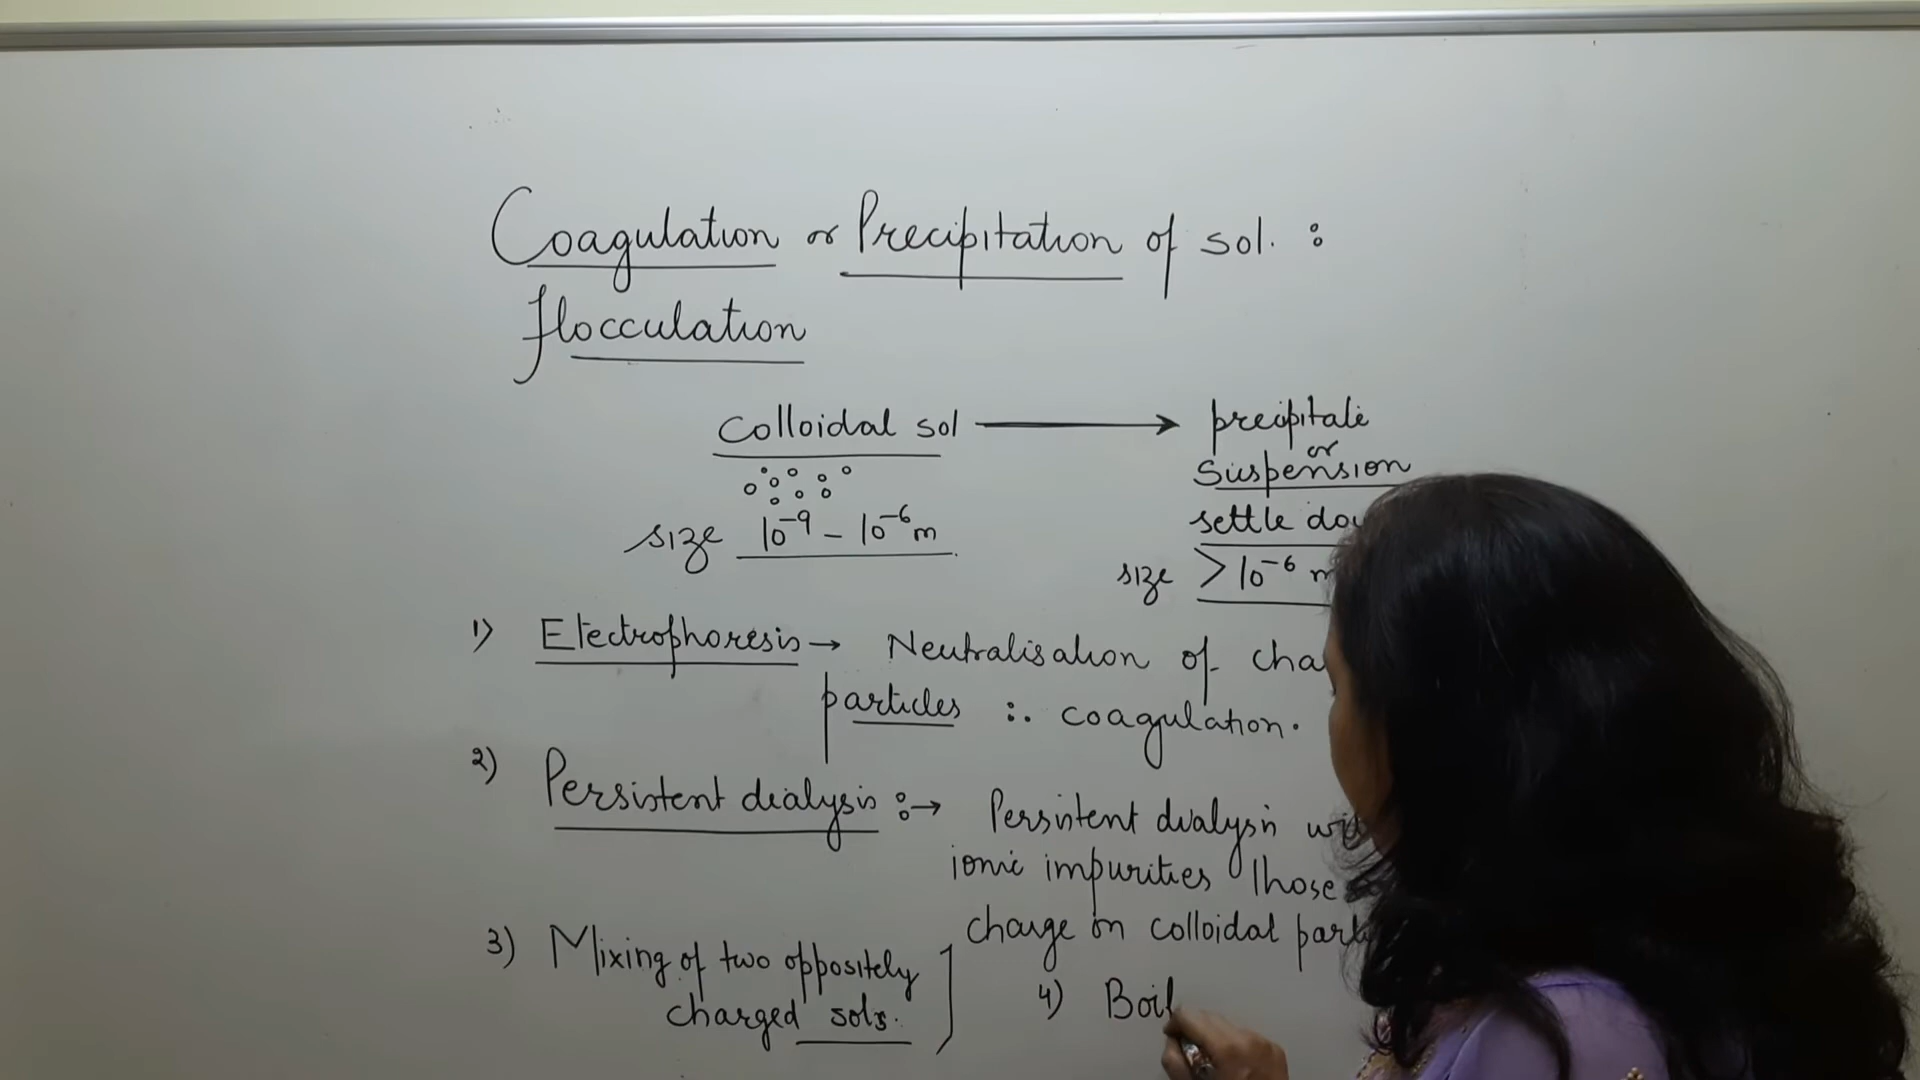 Coagulation or Precipitation of sol. :
flocculation
Colloidal sol → precipitate
or
Suspension
settle
size 10⁻⁹ – 10⁻⁶ m
size > 10⁻⁶ m
1) Electrophoresis → Neutralisation of
particles ∴ coagulation.
2) Persistent dialysis :→ Persistent dialysis
ionic impurities Those
3) Mixing of two oppositely
charged sols.
charge on colloidal
4) Boil